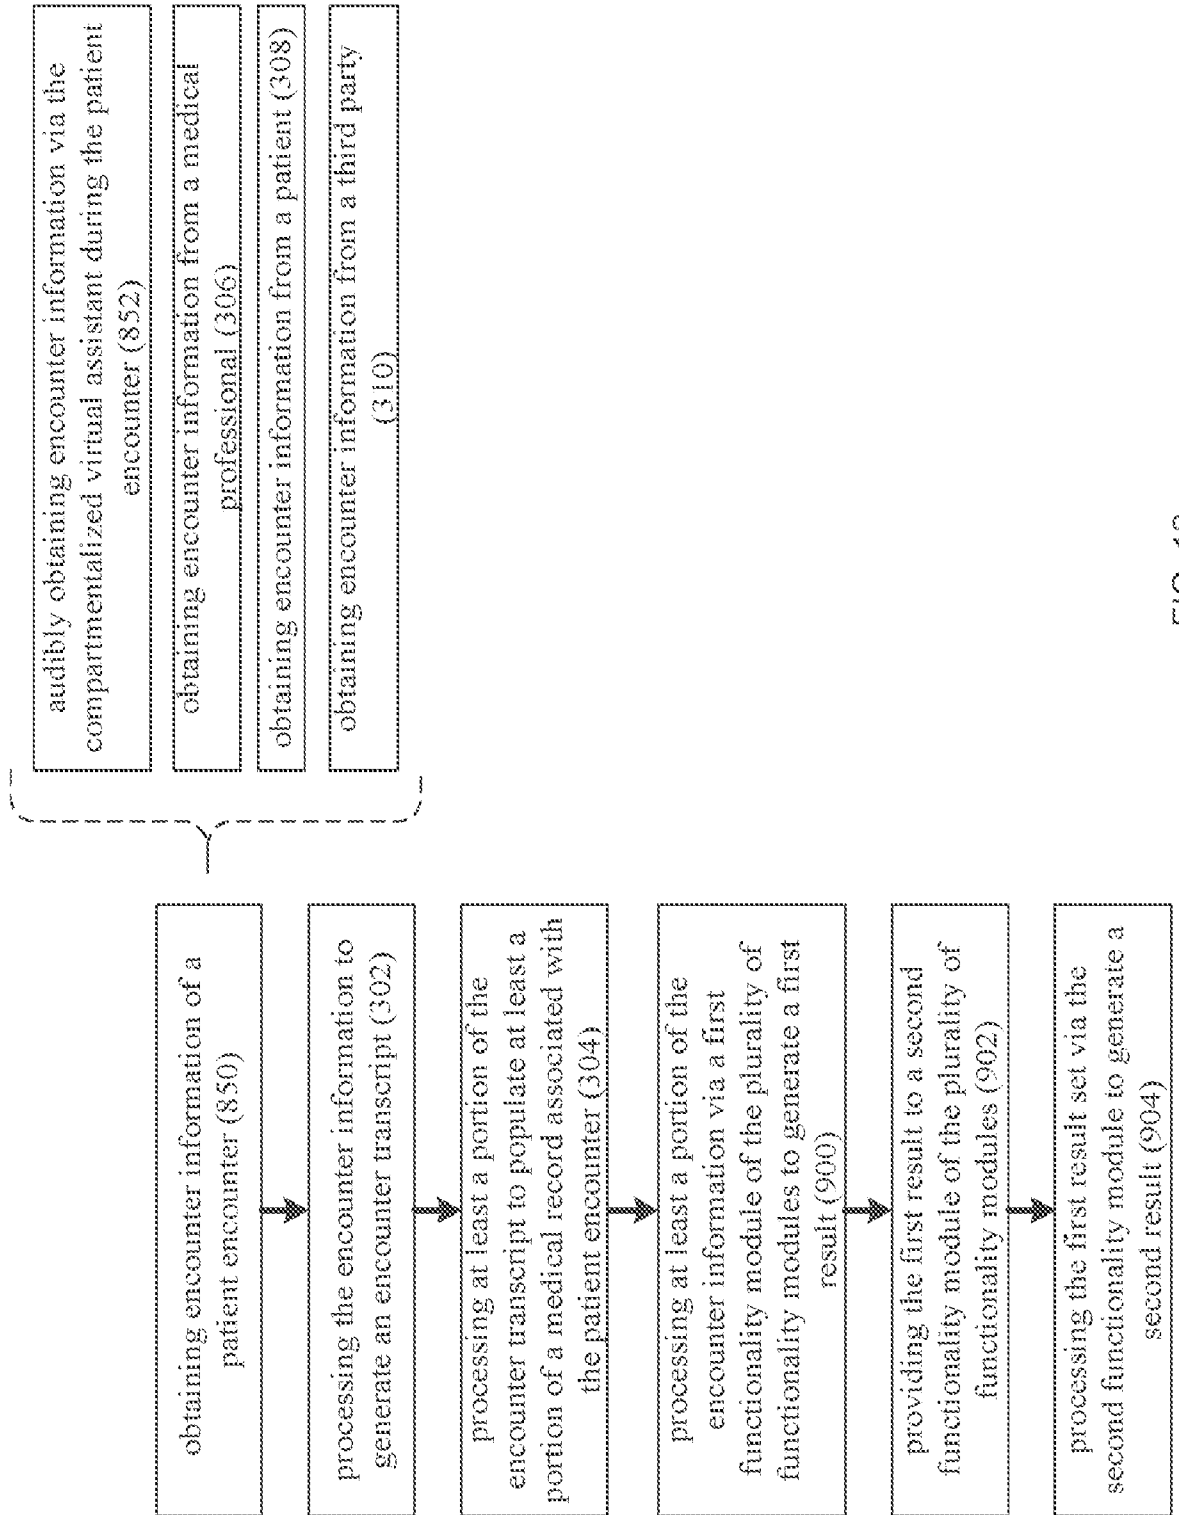 obtaining encounter information of a
patient encounter (850)
processing the encounter information to
generate an encounter transcript (302)
processing at least a portion of the
encounter transcript to populate at least a
portion of a medical record associated with
the patient encounter (304)
processing at least a portion of the
encounter information via a first
functionality module of the plurality of
functionality modules to generate a first
result (900)
providing the first result to a second
functionality module of the plurality of
functionality modules (902)
processing the first result set via the
second functionality module to generate a
second result (904)
audibly obtaining encounter information via the
compartmentalized virtual assistant during the patient
encounter (852)
obtaining encounter information from a medical
professional (306)
obtaining encounter information from a patient (308)
obtaining encounter information from a third party
(310)
FIG.